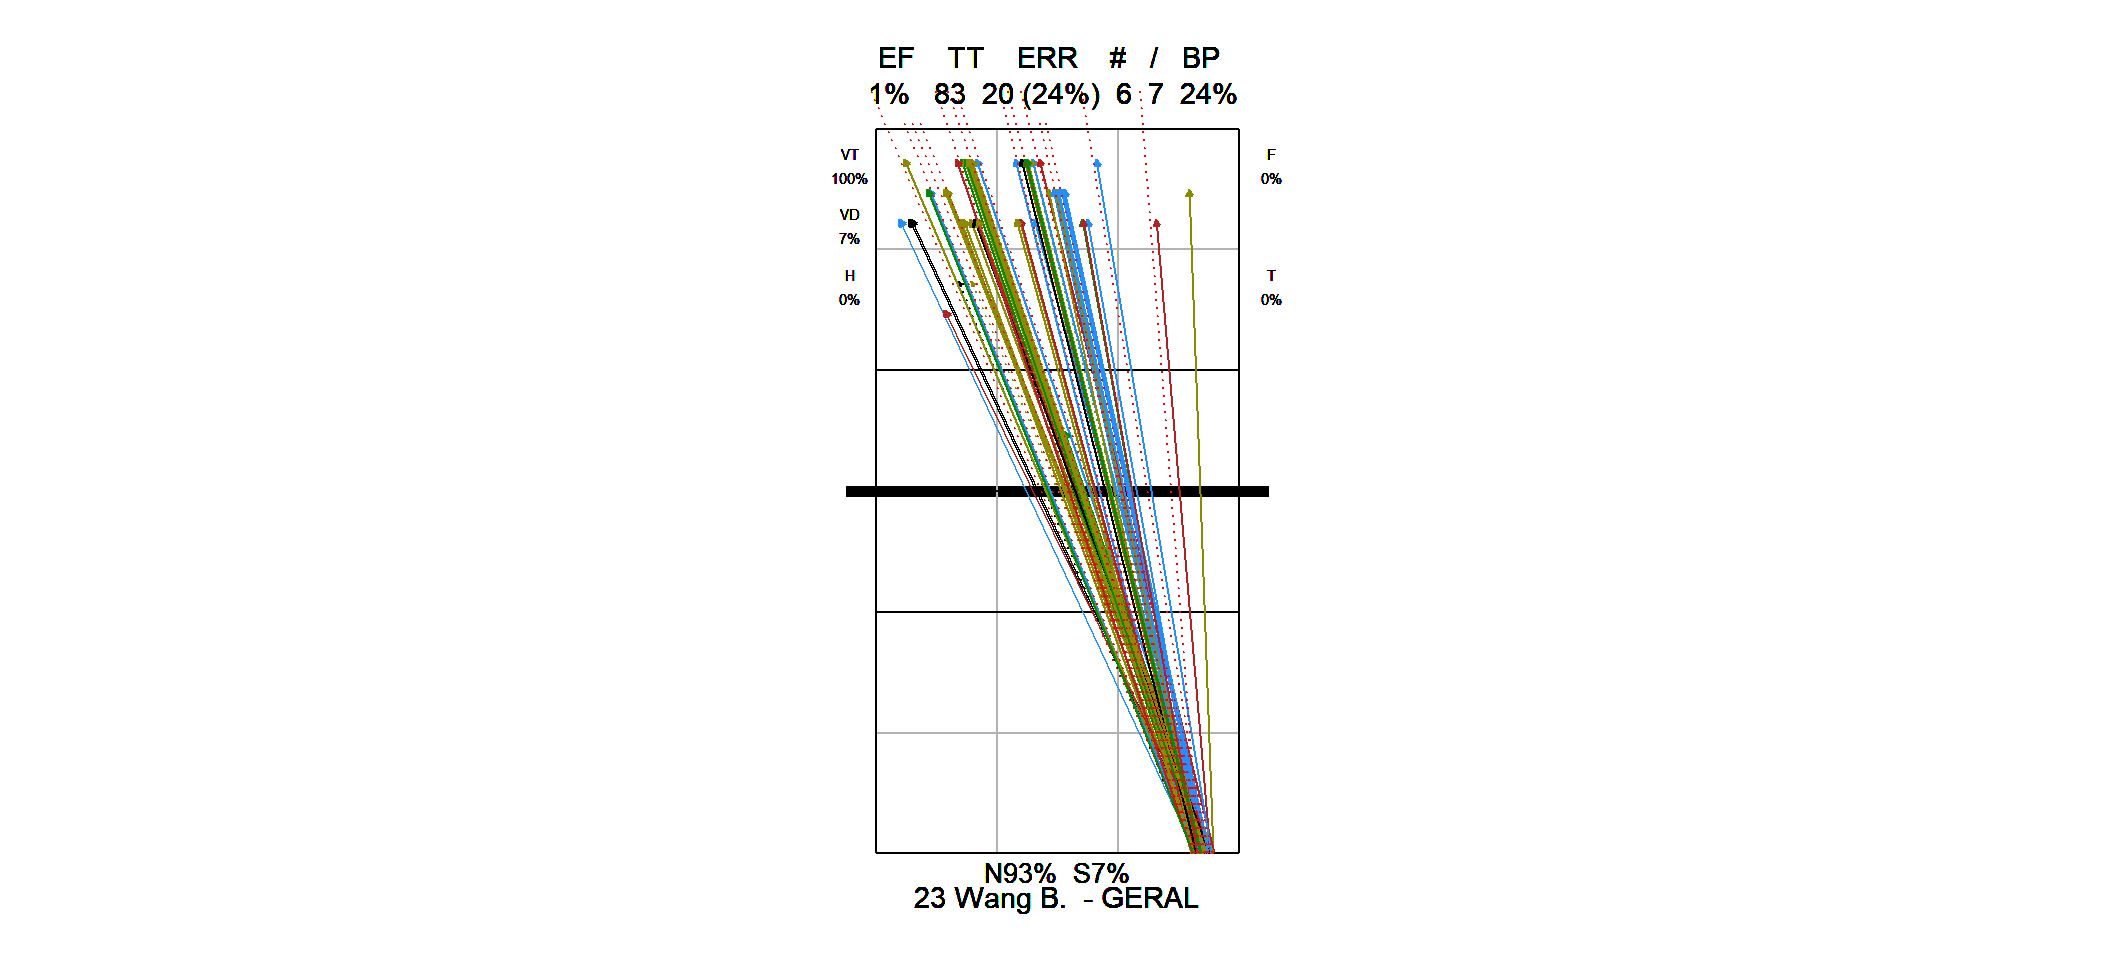 EF TT ERR # / BP
1% 83 20 (24%) 6 7 24%
VT F
100% 0%
VD
7%
H T
0% 0%
N93% S7%
23 Wang B. - GERAL